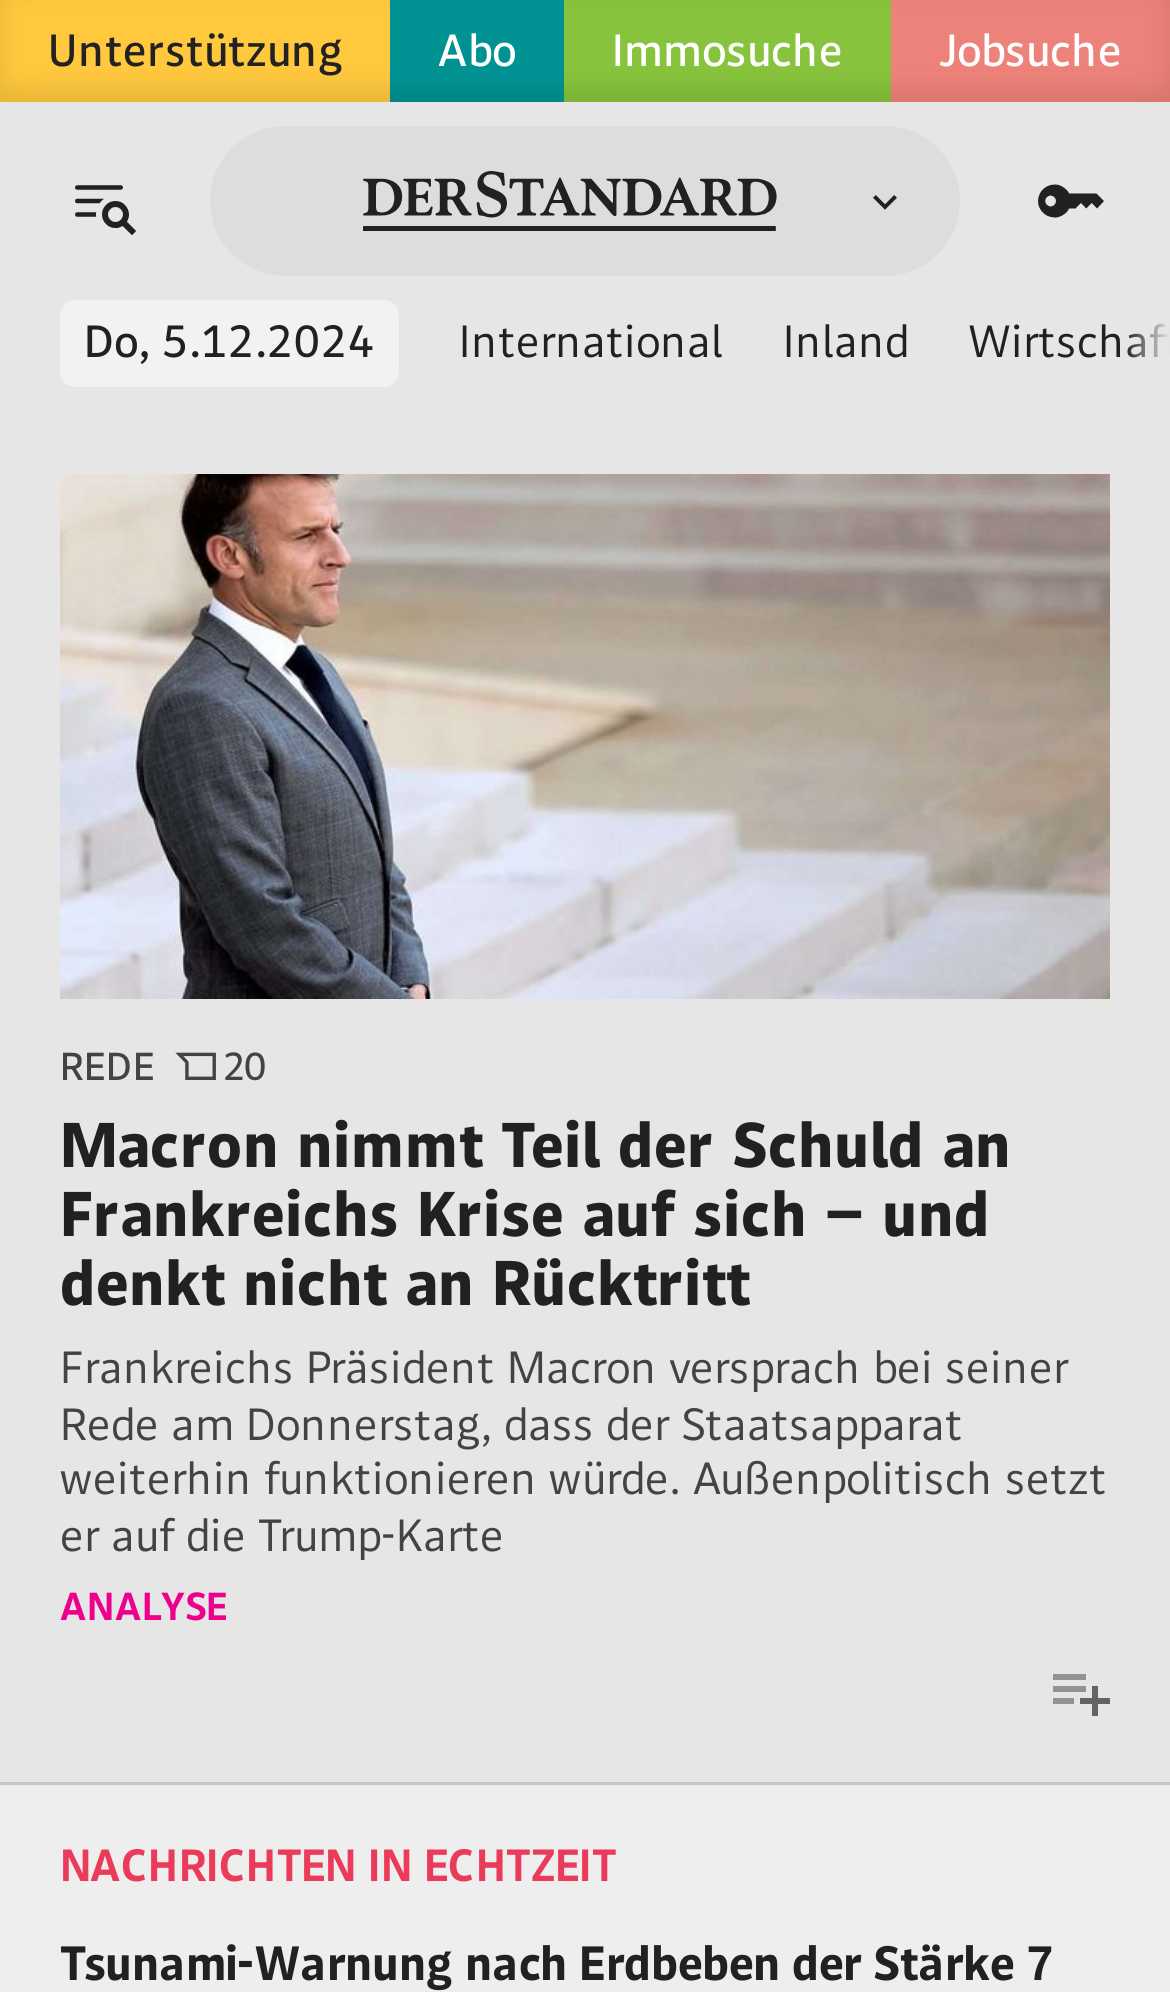 Unterstützung Abo Immosuche Jobsuche
DERSTANDARD
Do, 5.12.2024 International Inland Wirtschaf
REDE 20
Macron nimmt Teil der Schuld an
Frankreichs Krise auf sich – und
denkt nicht an Rücktritt
Frankreichs Präsident Macron versprach bei seiner
Rede am Donnerstag, dass der Staatsapparat
weiterhin funktionieren würde. Außenpolitisch setzt
er auf die Trump-Karte
ANALYSE
NACHRICHTEN IN ECHTZEIT
Tsunami-Warnung nach Erdbeben der Stärke 7